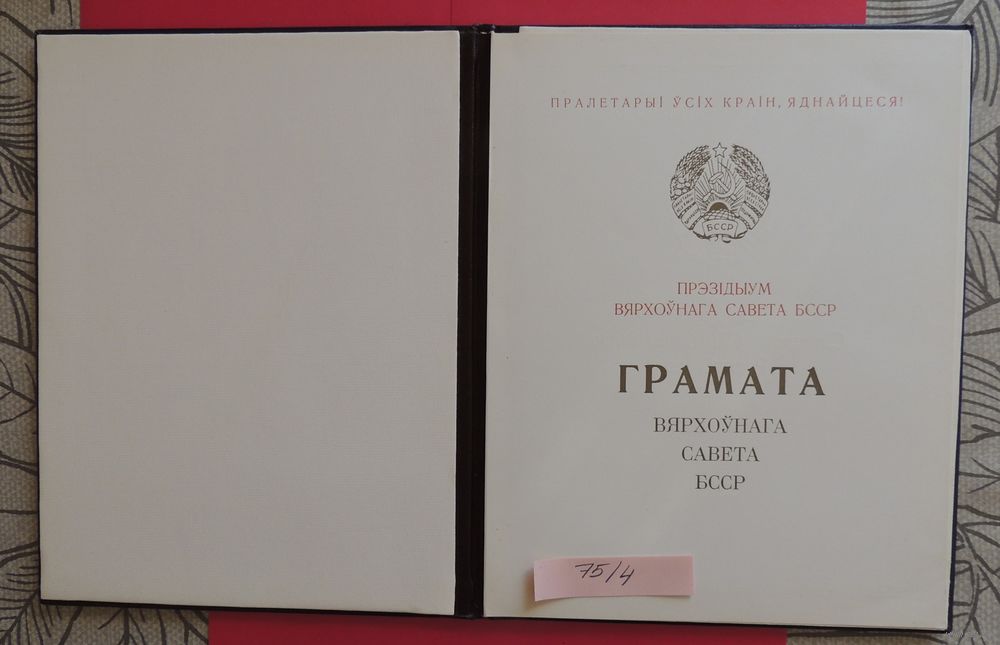 ПРАЛЕТАРЫІ ЎСІХ КРАІН, ЯДНАЙЦЕСЯ!
БССР
ПРЭЗІДЫУМ
ВЯРХОЎНАГА САВЕТА БССР
ГРАМАТА
ВЯРХОЎНАГА
САВЕТА
БССР
75/4